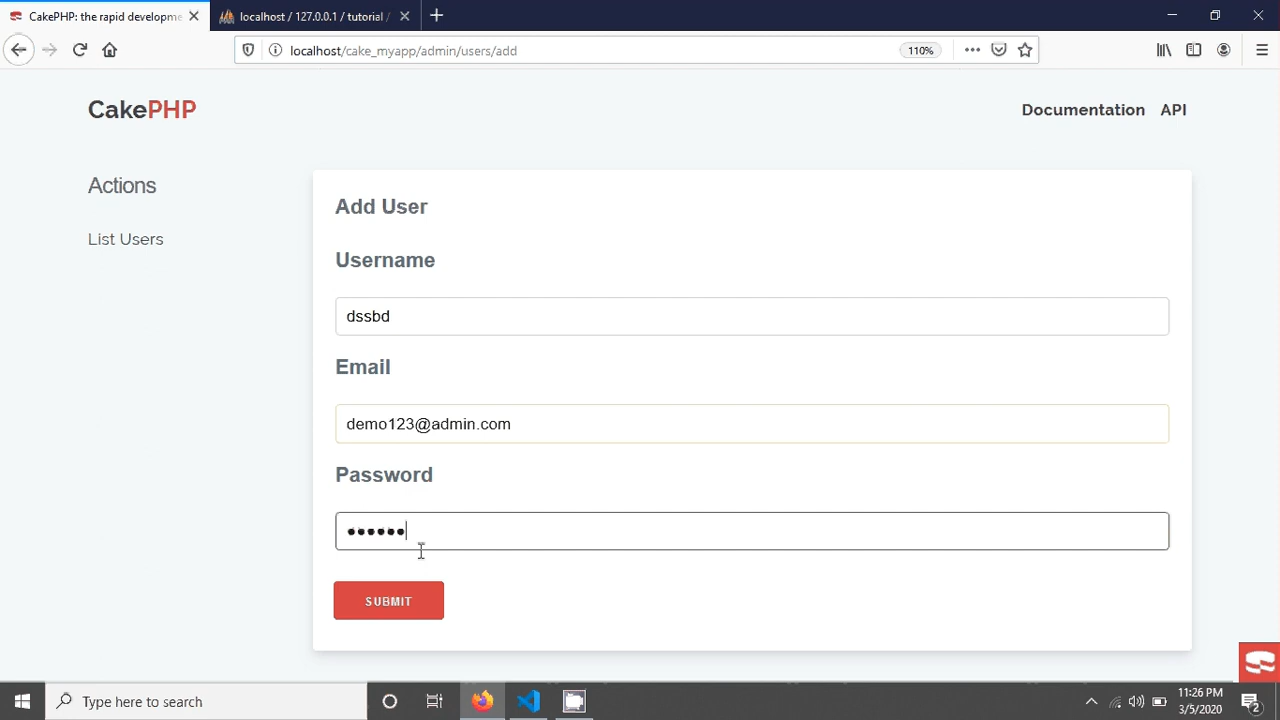 CakePHP: the rapid developme
localhost / 127.0.0.1 / tutorial /
localhost/cake_myapp/admin/users/add
110%
CakePHP
Documentation API
Actions
List Users
Add User
Username
dssbd
Email
demo123@admin.com
Password
••••••
SUBMIT
Type here to search
11:26 PM
3/5/2020
2